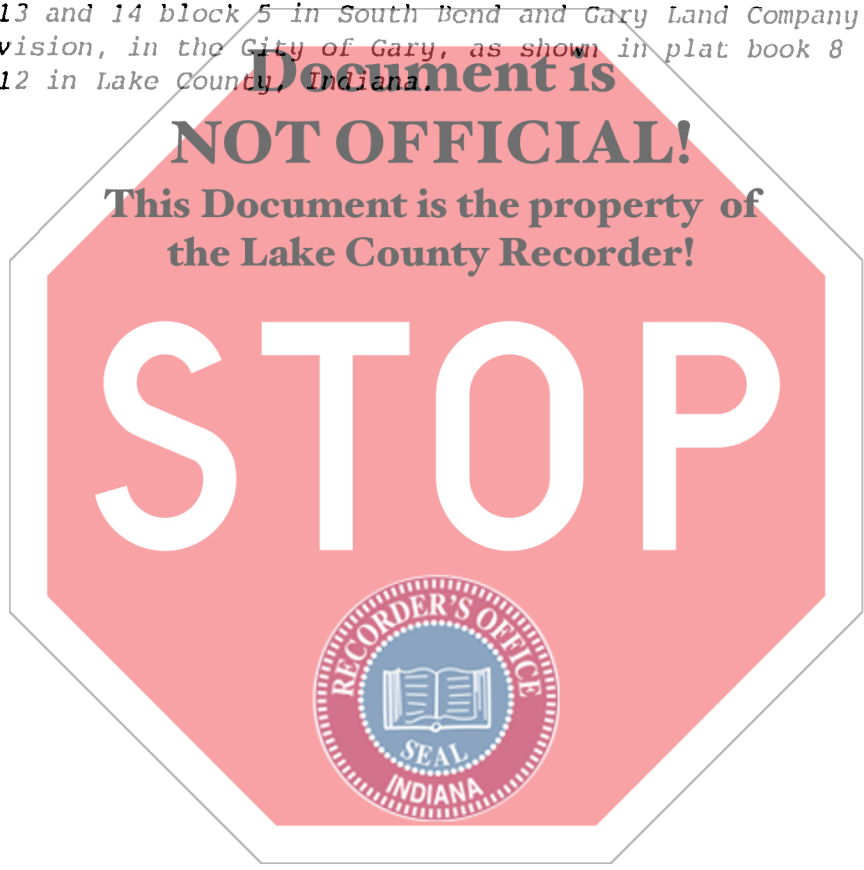 13 and 14 block 5 in South Bend and Gary Land Company
vision, in the City of Gary, as shown in plat book 8
12 in Lake County, Indiana.
Document is
NOT OFFICIAL!
This Document is the property of
the Lake County Recorder!
STOP
RECORDER'S OFFICE
SEAL
INDIANA